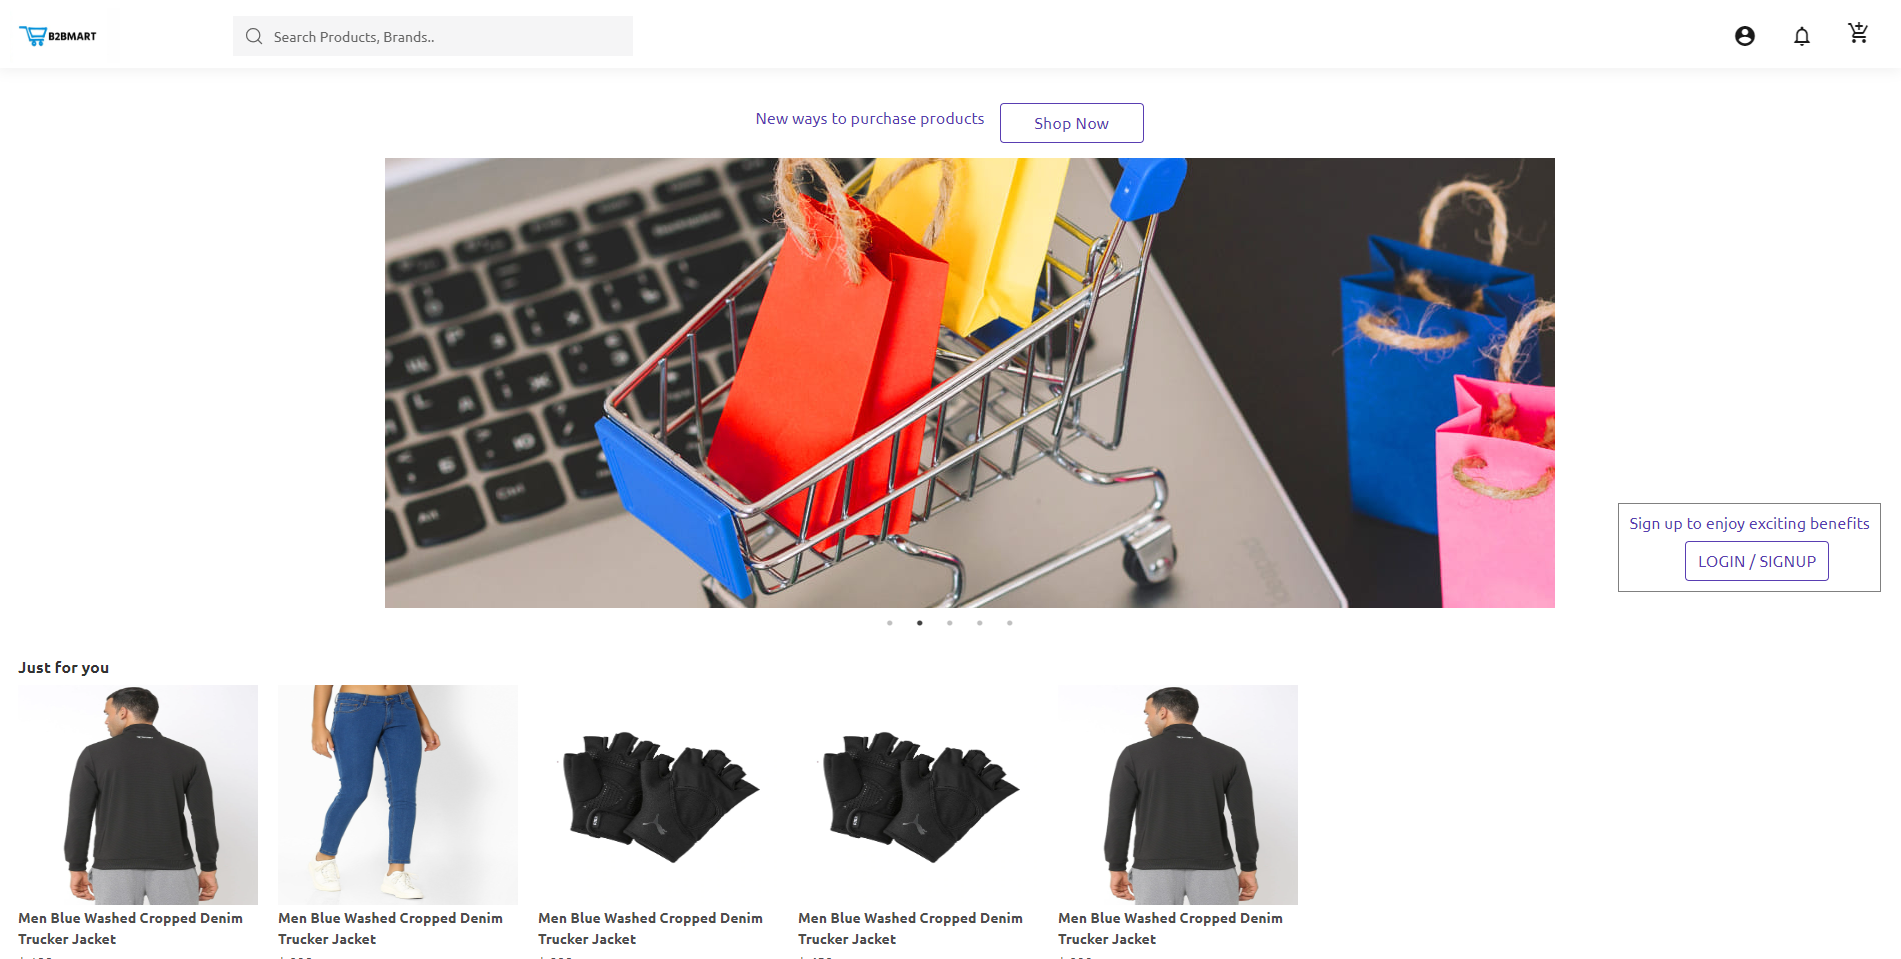 B2BMART
Search Products, Brands..
New ways to purchase products
Shop Now
Ctrl
Alt
Sign up to enjoy exciting benefits
LOGIN / SIGNUP
Just for you
Men Blue Washed Cropped Denim
Trucker Jacket
Men Blue Washed Cropped Denim
Trucker Jacket
Men Blue Washed Cropped Denim
Trucker Jacket
Men Blue Washed Cropped Denim
Trucker Jacket
Men Blue Washed Cropped Denim
Trucker Jacket